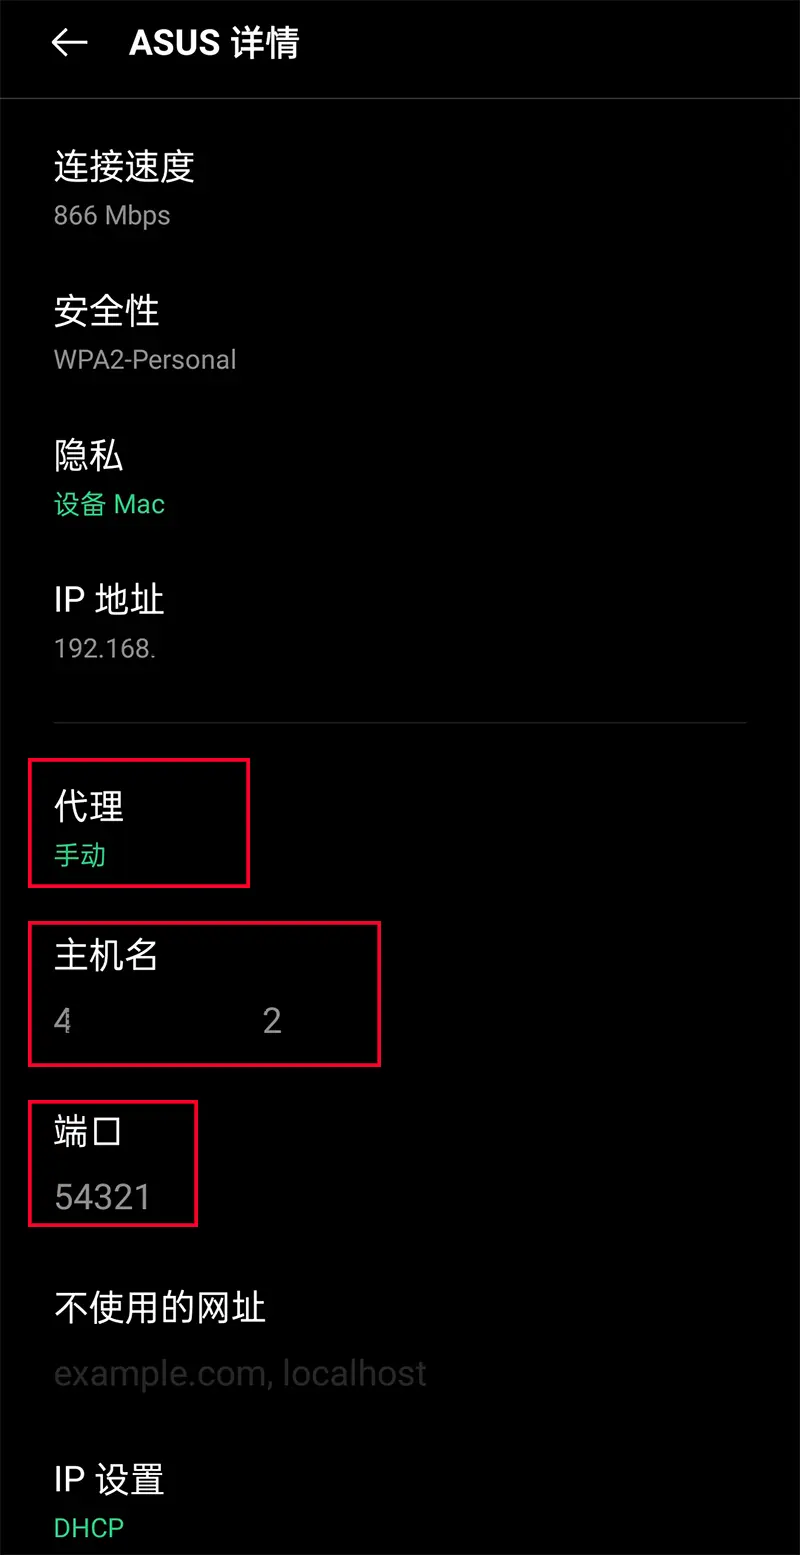 ASUS 详情
连接速度
866 Mbps
安全性
WPA2-Personal
隐私
设备 Mac
IP 地址
192.168.
代理
手动
主机名
4 2
端口
54321
不使用的网址
example.com, localhost
IP 设置
DHCP